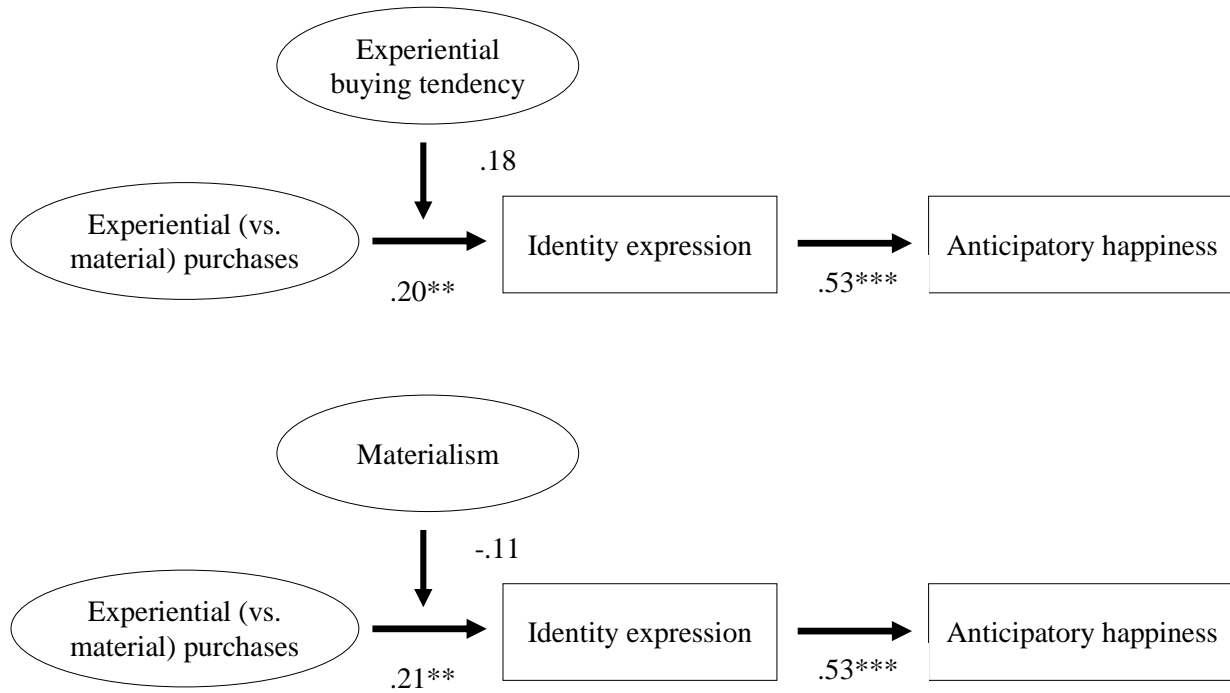 Experiential
buying tendency
.18
Experiential (vs.
material) purchases
.20**
Identity expression
.53***
Anticipatory happiness
Materialism
-.11
Experiential (vs.
material) purchases
.21**
Identity expression
.53***
Anticipatory happiness